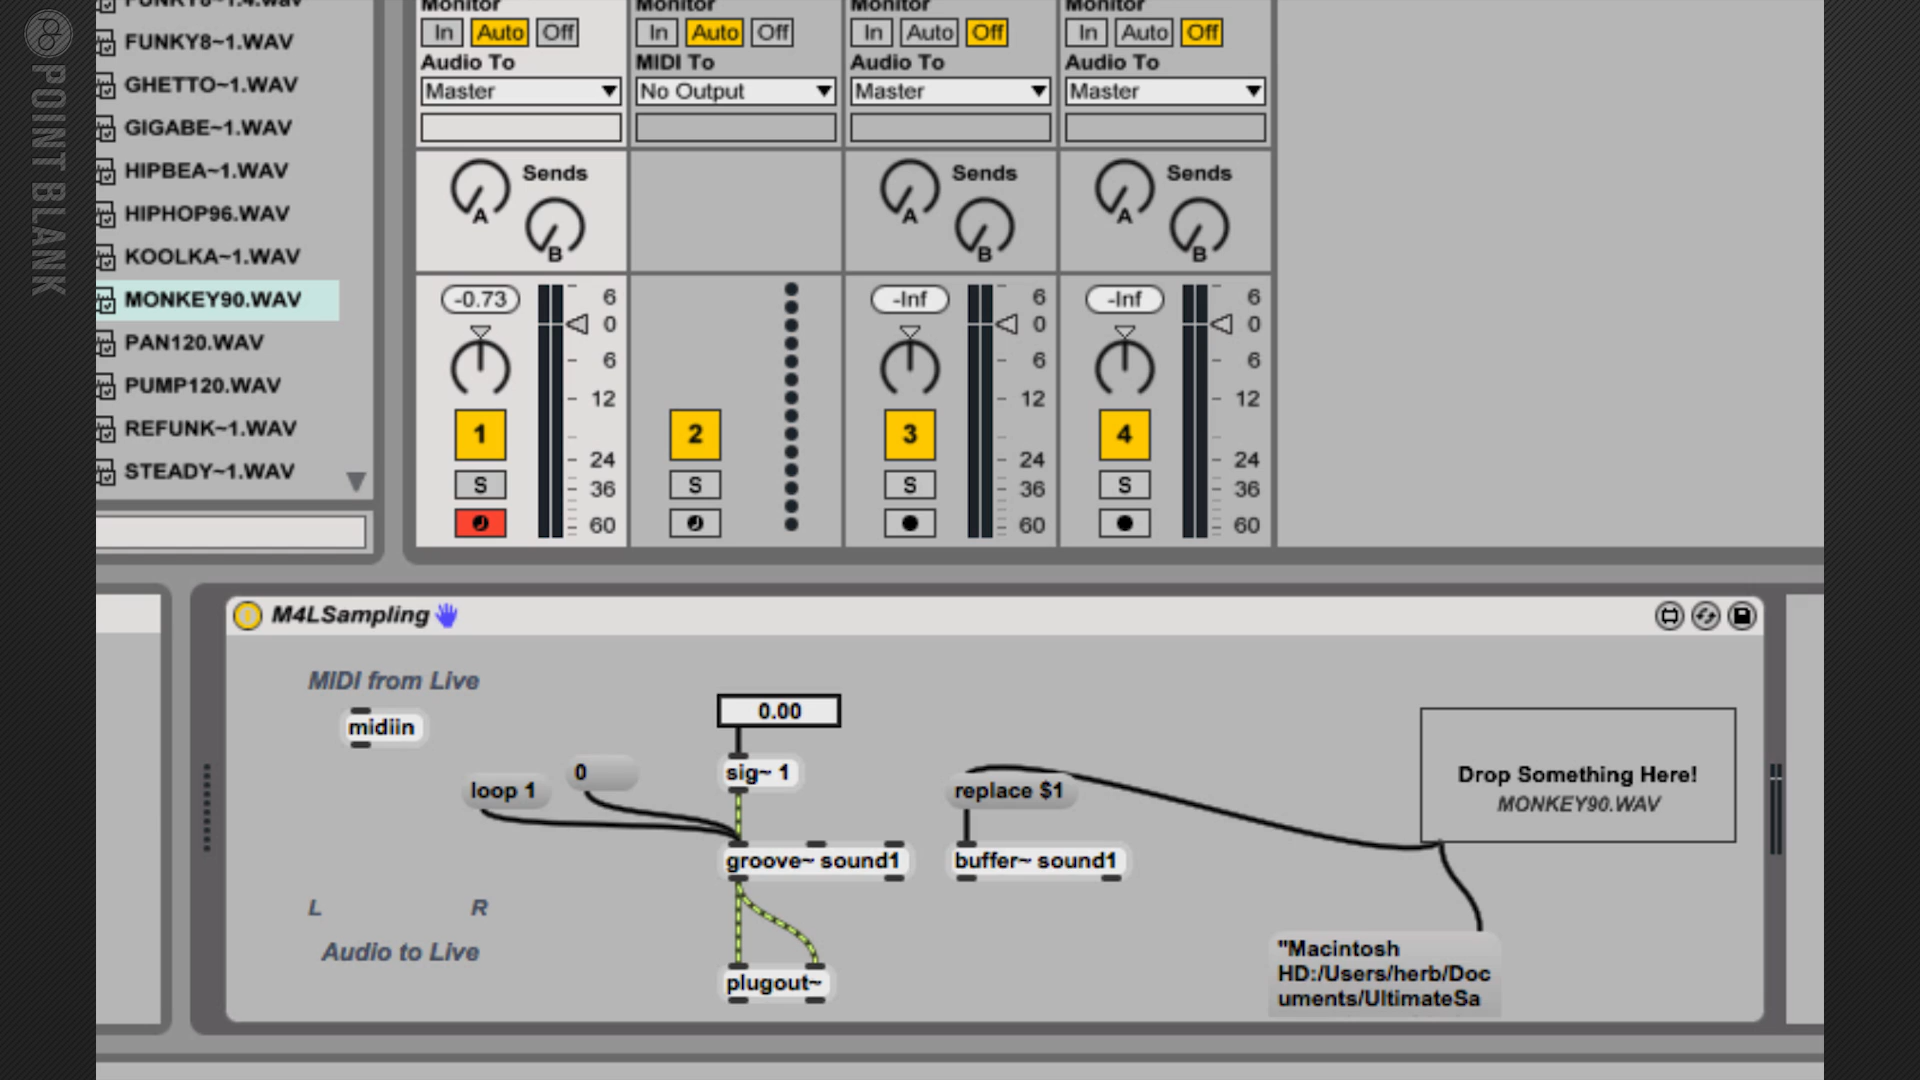 POINT BLANK
FUNKY8~1.4.wav
FUNKY8~1.WAV
GHETTO~1.WAV
GIGABE~1.WAV
HIPBEA~1.WAV
HIPHOP96.WAV
KOOLKA~1.WAV
MONKEY90.WAV
PAN120.WAV
PUMP120.WAV
REFUNK~1.WAV
STEADY~1.WAV
Monitor Monitor Monitor Monitor
In Auto Off In Auto Off In Auto Off In Auto Off
Audio To MIDI To Audio To Audio To
Master No Output Master Master
Sends Sends Sends
A A A
B B B
-0.73 6 -Inf 6 -Inf 6
0 0 0
6 6 6
12 12 12
1 2 3 4
24 24 24
S S S S
36 36 36
60 60 60
M4LSampling
MIDI from Live
midiin
0.00
sig~ 1
0
loop 1
replace $1
Drop Something Here!
MONKEY90.WAV
groove~ sound1
buffer~ sound1
L R
Audio to Live
plugout~
"Macintosh
HD:/Users/herb/Doc
uments/UltimateSa